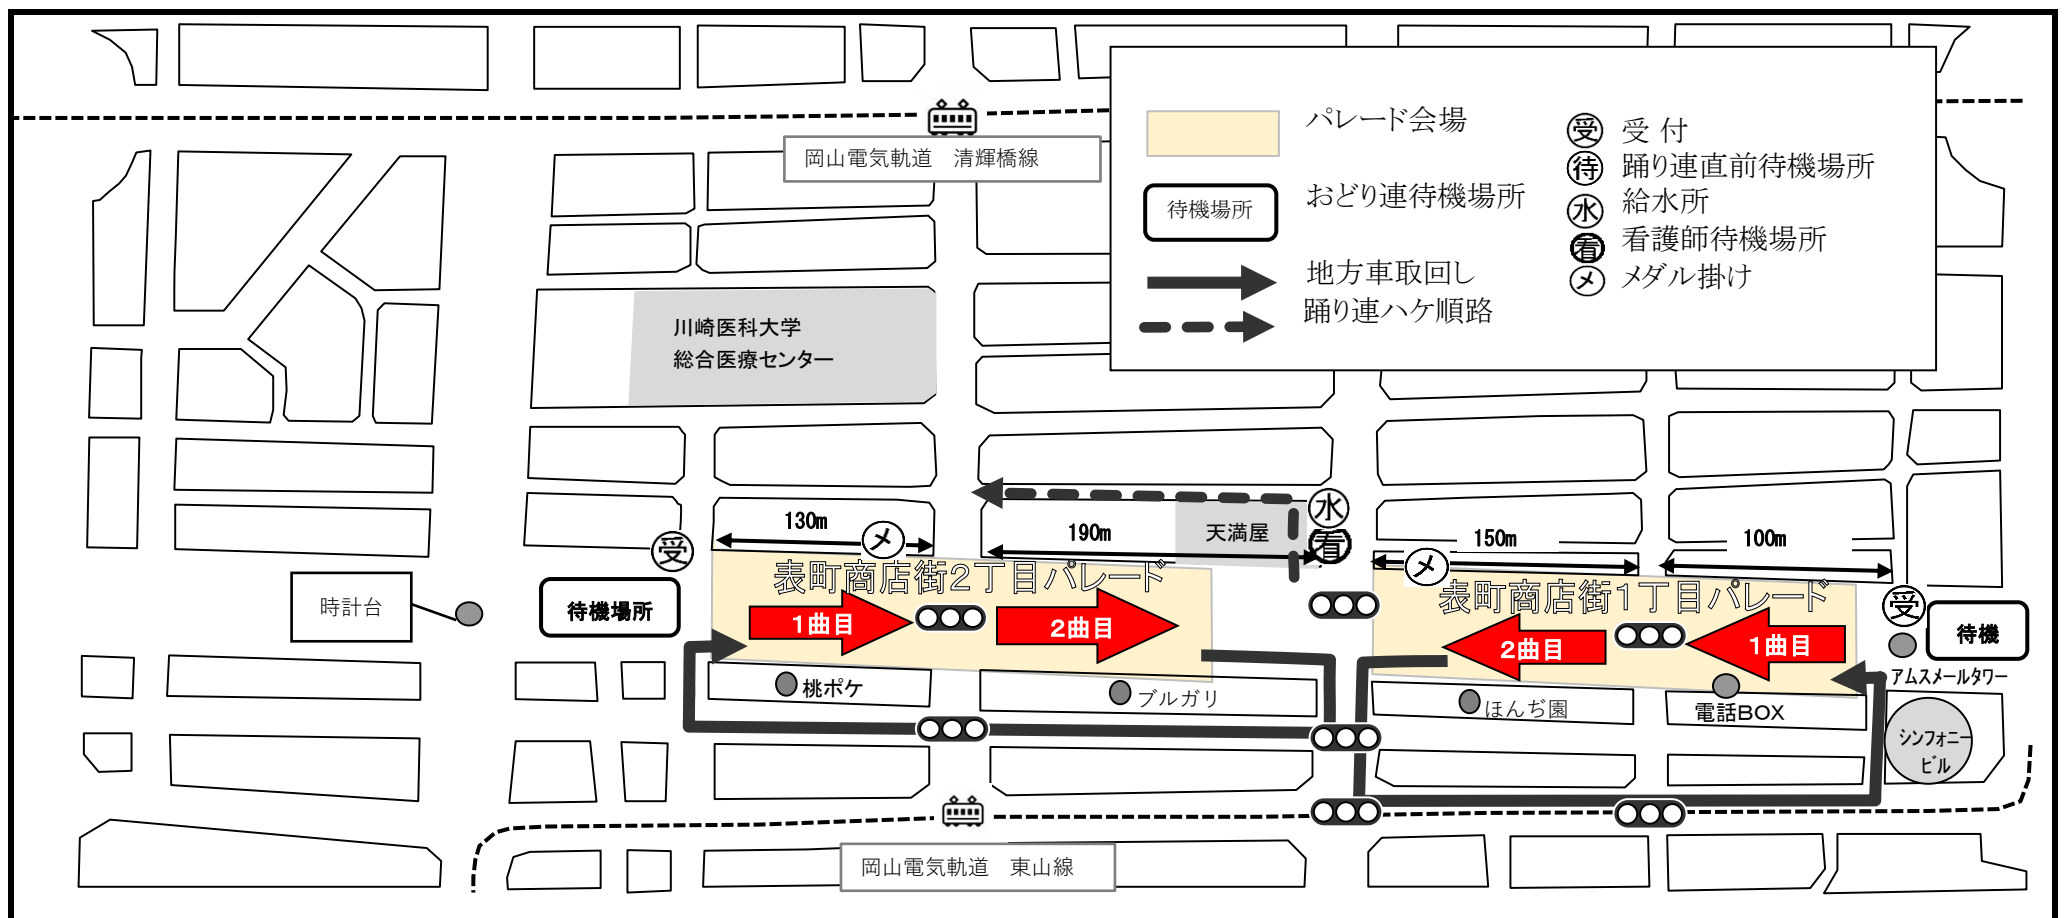 岡山電気軌道　清輝橋線
パレード会場
待機場所
おどり連待機場所
地方車取回し
踊り連ハケ順路
受 受 付
待 踊り連直前待機場所
水 給水所
看 看護師待機場所
メ メダル掛け
川崎医科大学
総合医療センター
130m
メ
190m
天満屋
水
看
150m
メ
100m
受
表町商店街２丁目パレード
表町商店街１丁目パレード
受
時計台
待機場所
１曲目
２曲目
２曲目
１曲目
待機
アムスメールタワー
桃ポケ
ブルガリ
ほんぢ園
電話BOX
シンフォニー
ビル
岡山電気軌道　東山線